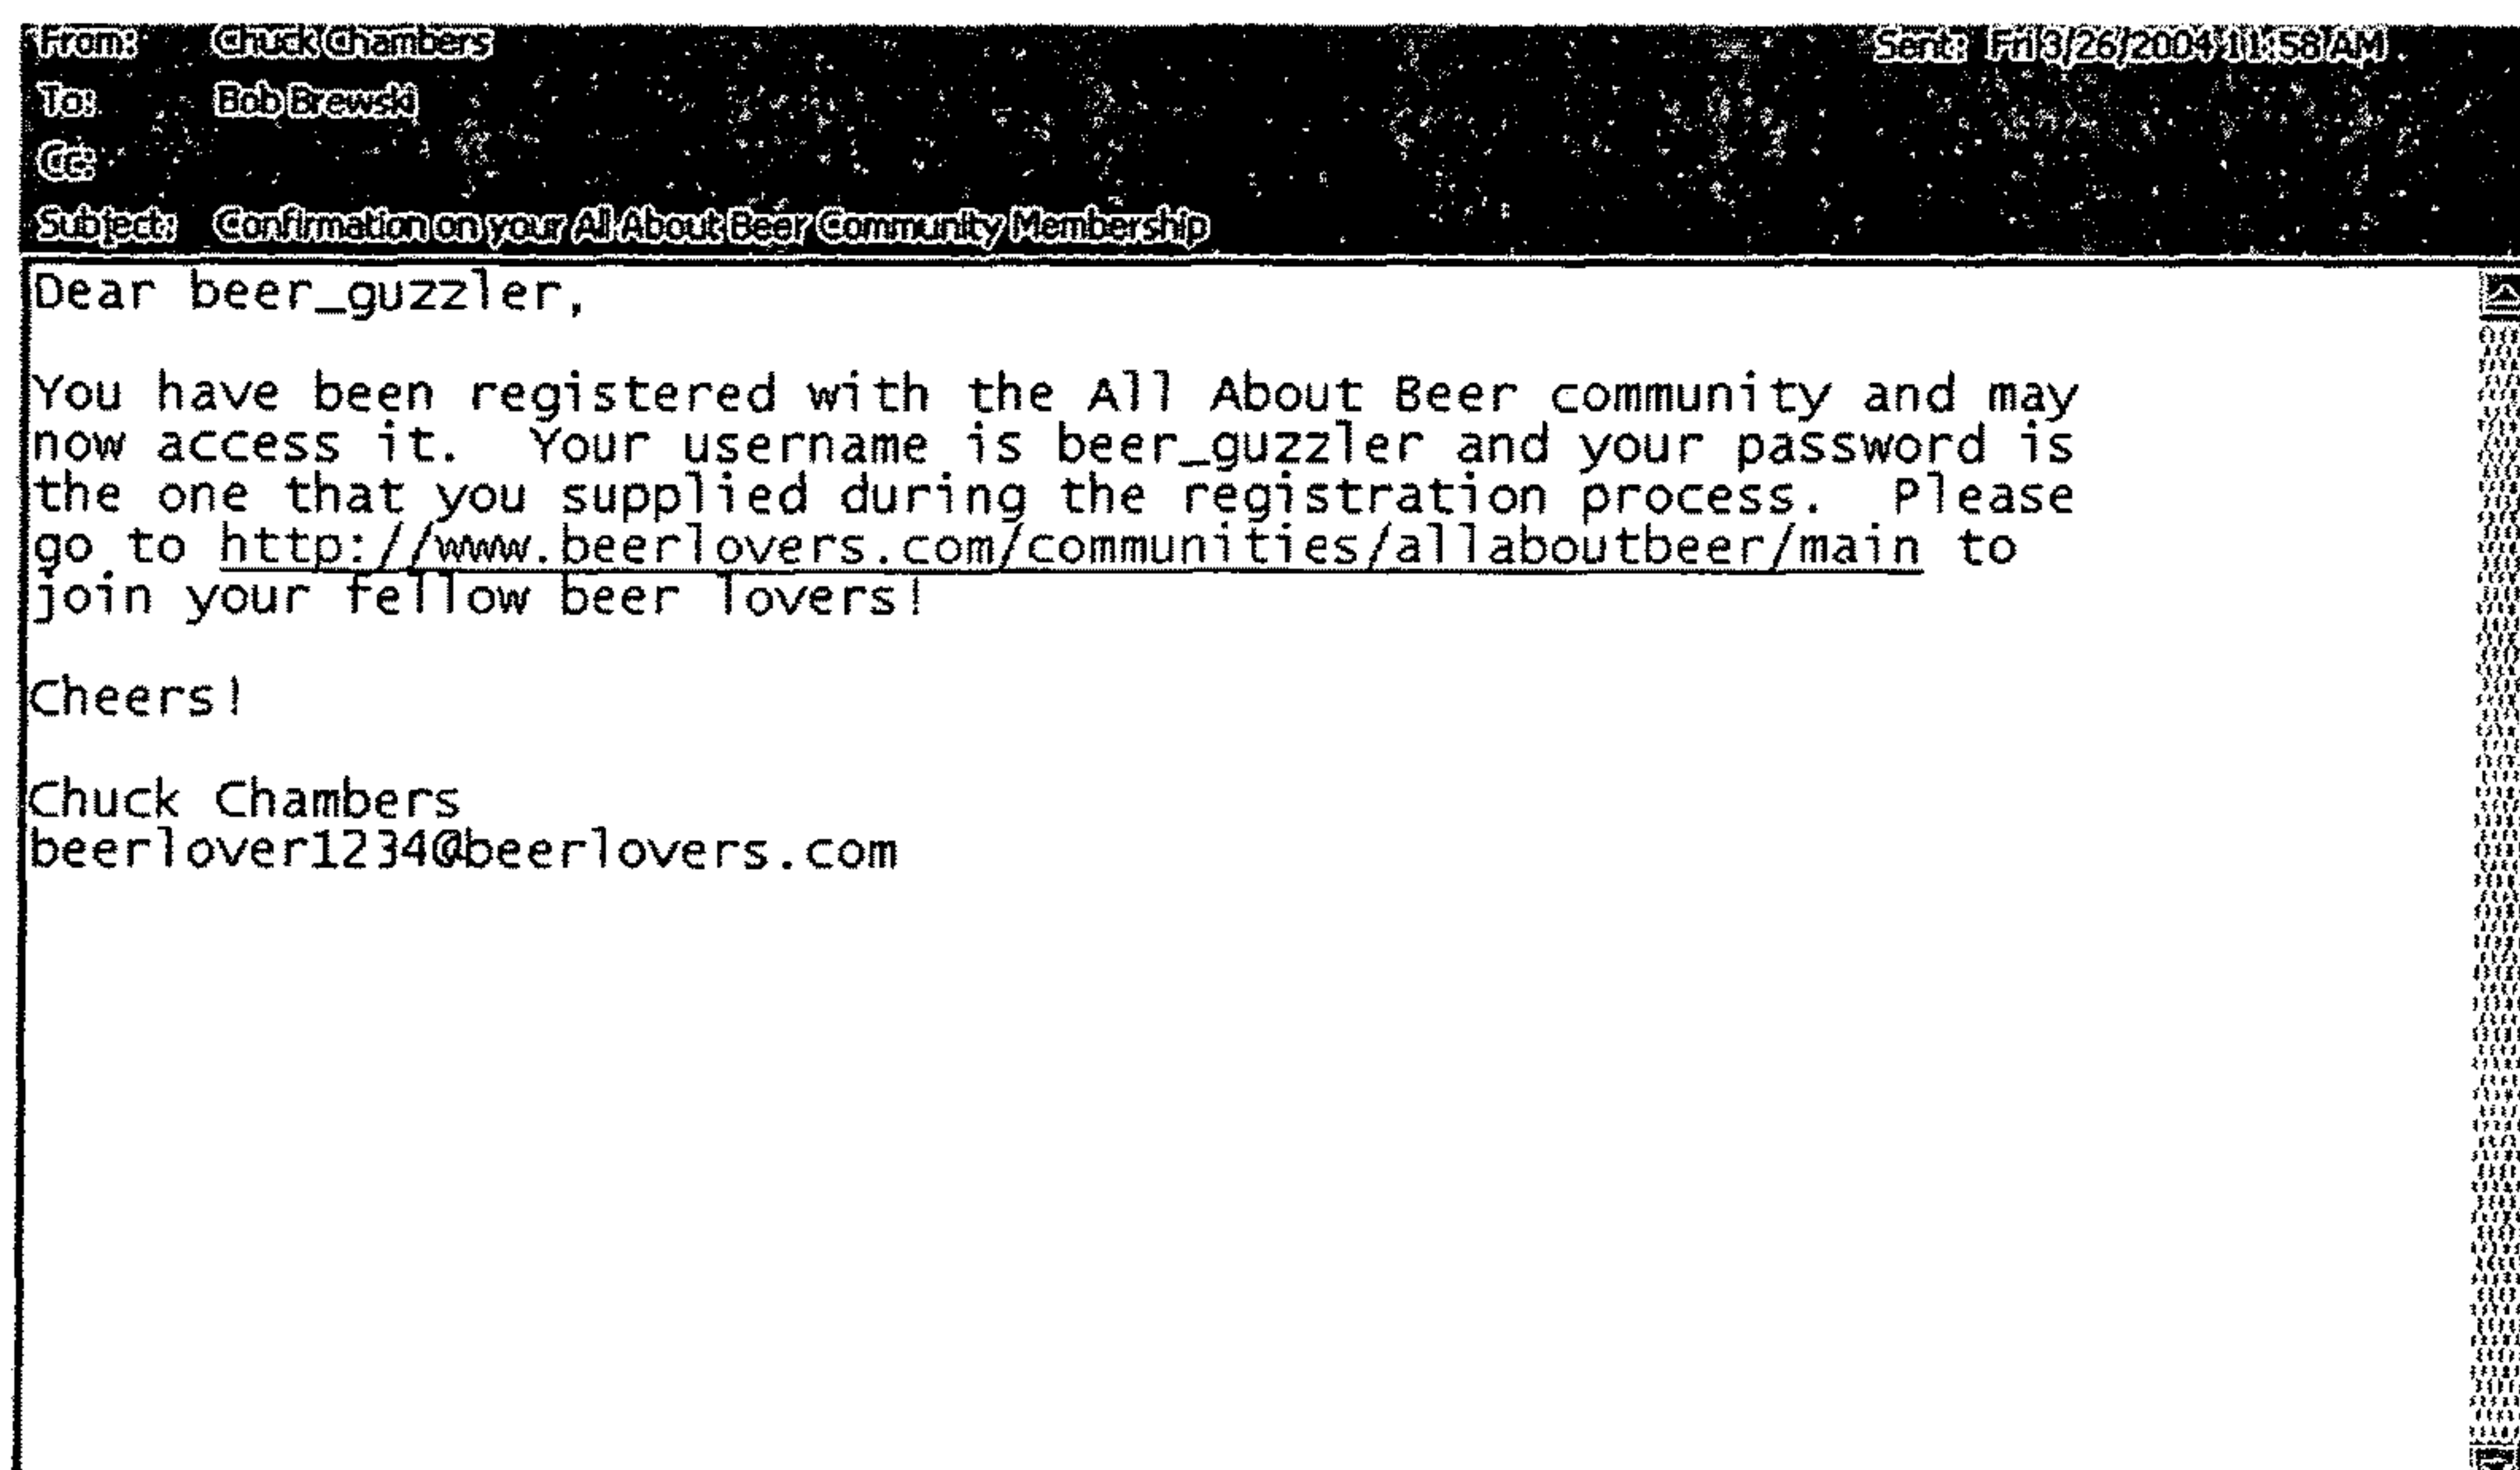 From: Chuck Chambers Sent: Fri 3/26/2004 11:58 AM
To: Bob Brewski
Cc:
Subject: Confirmation on your All About Beer Community Membership
Dear beer_guzzler,
You have been registered with the All About Beer community and may
now access it.  Your username is beer_guzzler and your password is
the one that you supplied during the registration process.  Please
go to http://www.beerlovers.com/communities/allaboutbeer/main to
join your fellow beer lovers!
Cheers!
Chuck Chambers
beerlover1234@beerlovers.com